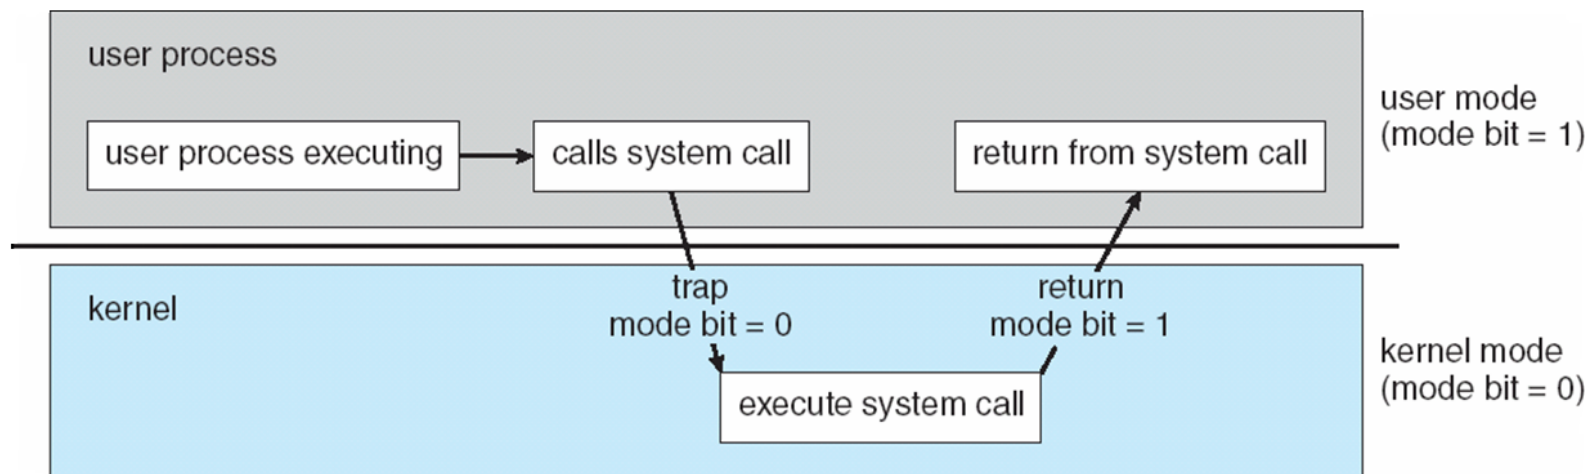 user process
user process executing
calls system call
return from system call
user mode
(mode bit = 1)
kernel
trap
mode bit = 0
return
mode bit = 1
execute system call
kernel mode
(mode bit = 0)